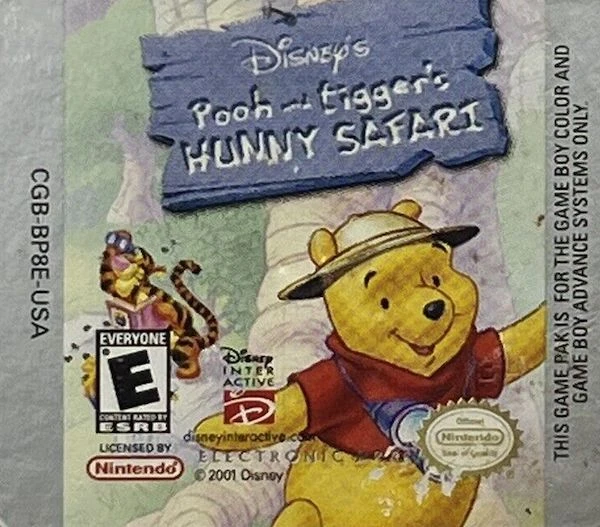 Disney's
Pooh and tigger's
HUNNY SAFARI
CGB-BP8E-USA
THIS GAME PAK IS FOR THE GAME BOY COLOR AND
GAME BOY ADVANCE SYSTEMS ONLY.
EVERYONE
E
CONTENT RATED BY
ESRB
Disney
INTER
ACTIVE
D
disneyinteractive.com
LICENSED BY
Nintendo
ELECTRONIC
© 2001 Disney
Official
Nintendo
Seal of Quality